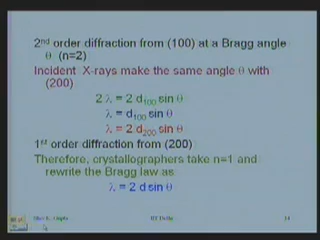 2nd order diffraction from (100) at a Bragg angle
θ (n=2)
Incident X-rays make the same angle θ with
(200)
2 λ = 2 d100 sin θ
λ = d100 sin θ
λ = 2 d200 sin θ
1st order diffraction from (200)
Therefore, crystallographers take n=1 and
rewrite the Bragg law as
λ = 2 d sin θ
IIT Delhi
14